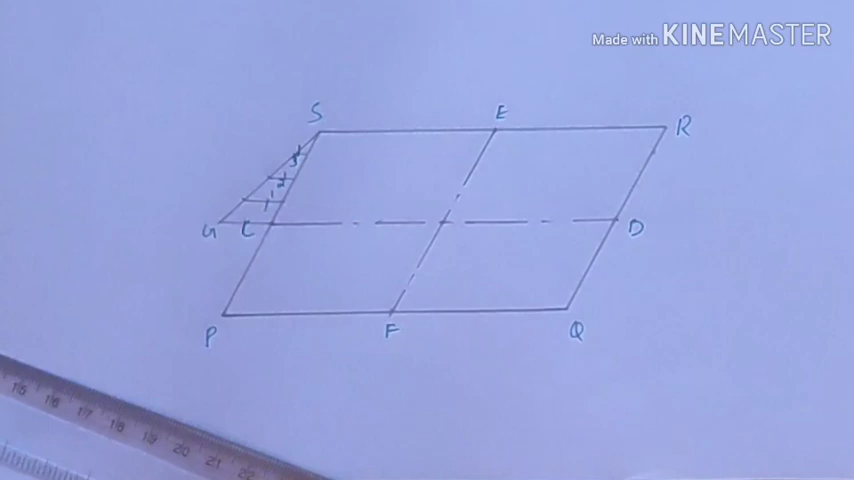 Made with KINEMASTER
S E R
3'
2'
1'
G C D
P F Q
15 16 17 18 19 20 21 22